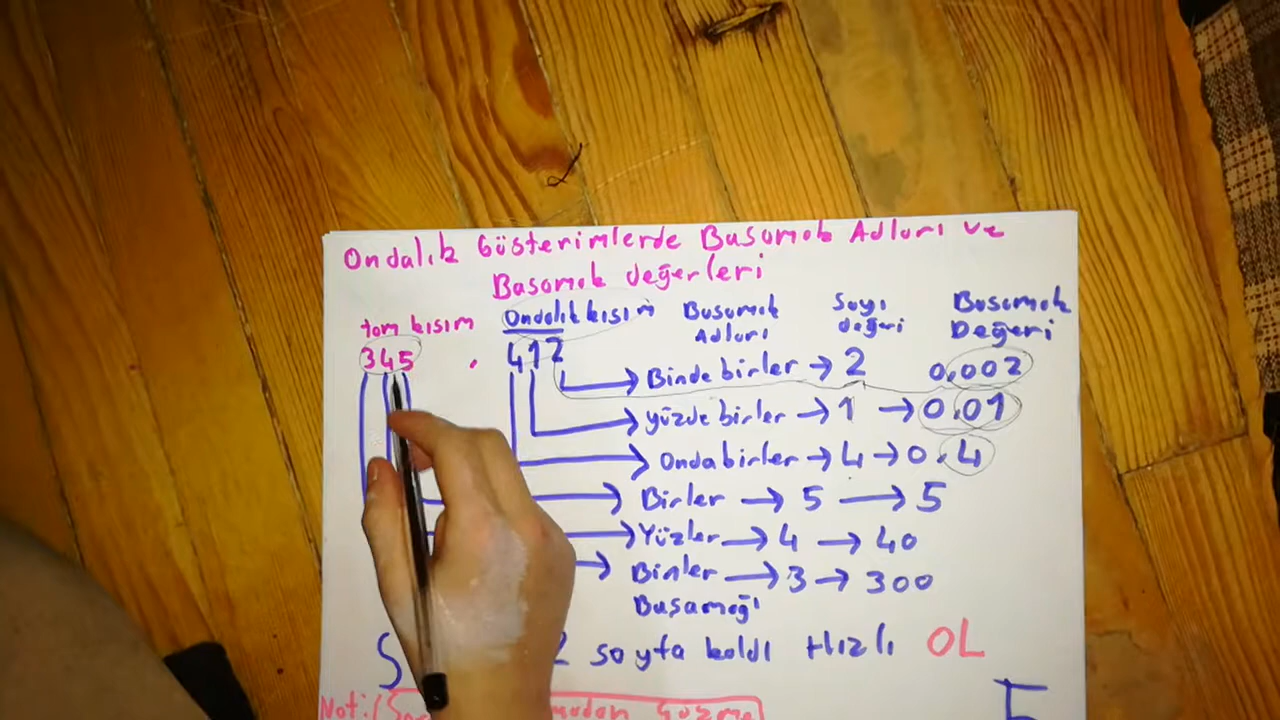 Ondalık Gösterimlerde Basamak Adları ve
Basamak değerleri
tam kısım Ondalık kısım Basamak Adları Sayı değeri Basamak Değeri
345 . 412
Binde birler → 2 0,002
yüzde birler → 1 → 0.01
Onda birler → 4 → 0.4
Birler → 5 → 5
Yüzler → 4 → 40
Binler → 3 → 300
Basamağı
S 2 sayfa kaldı Hızlı OL
Not: